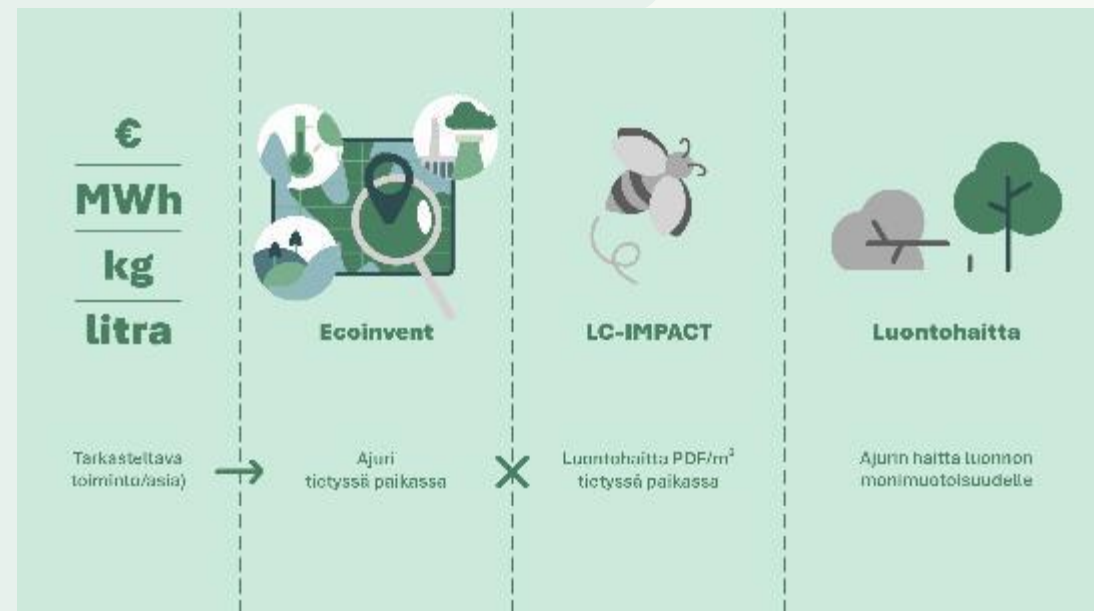 €
MWh
kg
litra
Ecoinvent
LC-IMPACT
Luontohaitta
Tarkasteltava
toiminto/asia)
Ajuri
tietyssä paikassa
Luontohaitta PDF/m²
tietyssä paikassa
Ajurin haitta luonnon
monimuotoisuudelle